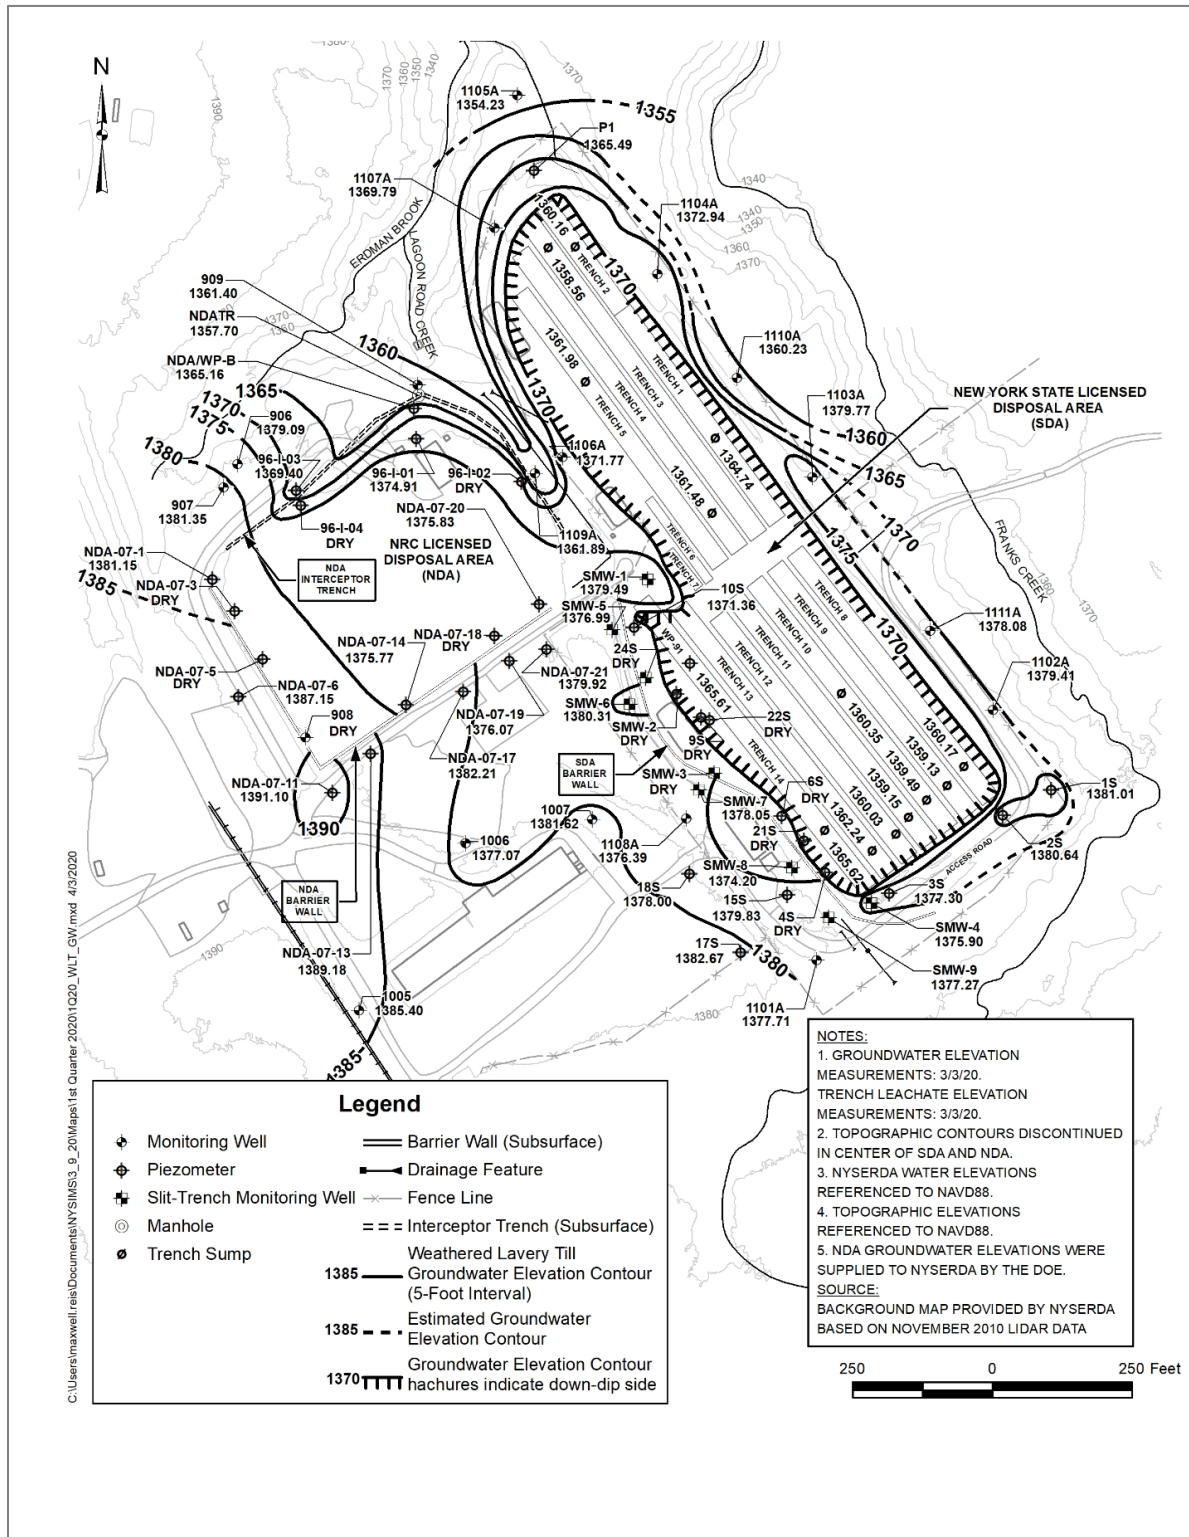 N
1380
1370
1360
1350
1340
1370
1390
1105A
1354.23
1355
P1
1365.49
1107A
1369.79
1340
1340
1350
1360
1370
1104A
1372.94
ERDMAN BROOK
LAGOON ROAD CREEK
1360.16
1358.56
TRENCH 2
1370
909
1361.40
NDATR
1357.70
1370
1360
NDA/WP-B
1365.16
1360
1361.98
TRENCH 1
TRENCH 3
TRENCH 4
TRENCH 5
1110A
1360.23
1103A
1379.77
NEW YORK STATE LICENSED
DISPOSAL AREA
(SDA)
1365
1370
1375
1380
906
1379.09
1370
1360
1365
1370
1106A
1371.77
1364.74
1361.48
96-I-03
1369.40
96-I-01
1374.91
96-I-02
DRY
907
1381.35
96-I-04
DRY
NDA-07-20
1375.83
NRC LICENSED
DISPOSAL AREA
(NDA)
1109A
1361.89
TRENCH 6
TRENCH 7
1375
FRANKS CREEK
NDA-07-1
1381.15
NDA-07-3
DRY
1385
NDA
INTERCEPTOR
TRENCH
SMW-1
1379.49
SMW-5
1376.99
10S
1371.36
TRENCH 8
TRENCH 9
TRENCH 10
TRENCH 11
TRENCH 12
TRENCH 13
TRENCH 14
1370
1360
1370
1111A
1378.08
NDA-07-14
1375.77
NDA-07-18
DRY
24S
DRY
WP-91
1365.61
NDA-07-5
DRY
NDA-07-21
1379.92
1102A
1379.41
NDA-07-6
1387.15
NDA-07-19
1376.07
SMW-6
1380.31
SMW-2
DRY
22S
DRY
9S
DRY
1360.35
1360.17
1359.13
1359.49
1359.15
1360.03
1362.24
1365.62
908
DRY
NDA-07-17
1382.21
SDA
BARRIER
WALL
SMW-3
DRY
SMW-7
1378.05
6S
DRY
1S
1381.01
NDA-07-11
1391.10
1390
1007
1381.62
1006
1377.07
1108A
1376.39
21S
DRY
2S
1380.64
ACCESS ROAD
SMW-8
1374.20
18S
1378.00
15S
1379.83
4S
DRY
3S
1377.30
NDA
BARRIER
WALL
SMW-4
1375.90
1390
NDA-07-13
1389.18
17S
1382.67
1380
SMW-9
1377.27
1005
1385.40
1101A
1377.71
1380
1385
NOTES:
1. GROUNDWATER ELEVATION
MEASUREMENTS: 3/3/20.
TRENCH LEACHATE ELEVATION
MEASUREMENTS: 3/3/20.
2. TOPOGRAPHIC CONTOURS DISCONTINUED
IN CENTER OF SDA AND NDA.
3. NYSERDA WATER ELEVATIONS
REFERENCED TO NAVD88.
4. TOPOGRAPHIC ELEVATIONS
REFERENCED TO NAVD88.
5. NDA GROUNDWATER ELEVATIONS WERE
SUPPLIED TO NYSERDA BY THE DOE.
SOURCE:
BACKGROUND MAP PROVIDED BY NYSERDA
BASED ON NOVEMBER 2010 LIDAR DATA
Legend
Monitoring Well
Piezometer
Slit-Trench Monitoring Well
Manhole
Trench Sump
Barrier Wall (Subsurface)
Drainage Feature
Fence Line
Interceptor Trench (Subsurface)
Weathered Lavery Till
1385 Groundwater Elevation Contour
(5-Foot Interval)
1385 Estimated Groundwater
Elevation Contour
1370 Groundwater Elevation Contour
hachures indicate down-dip side
250 0 250 Feet
C:\Users\maxwell.reis\Documents\NYSIMS\3_9_20\Maps\1st Quarter 2020\1Q20_WLT_GW.mxd 4/3/2020